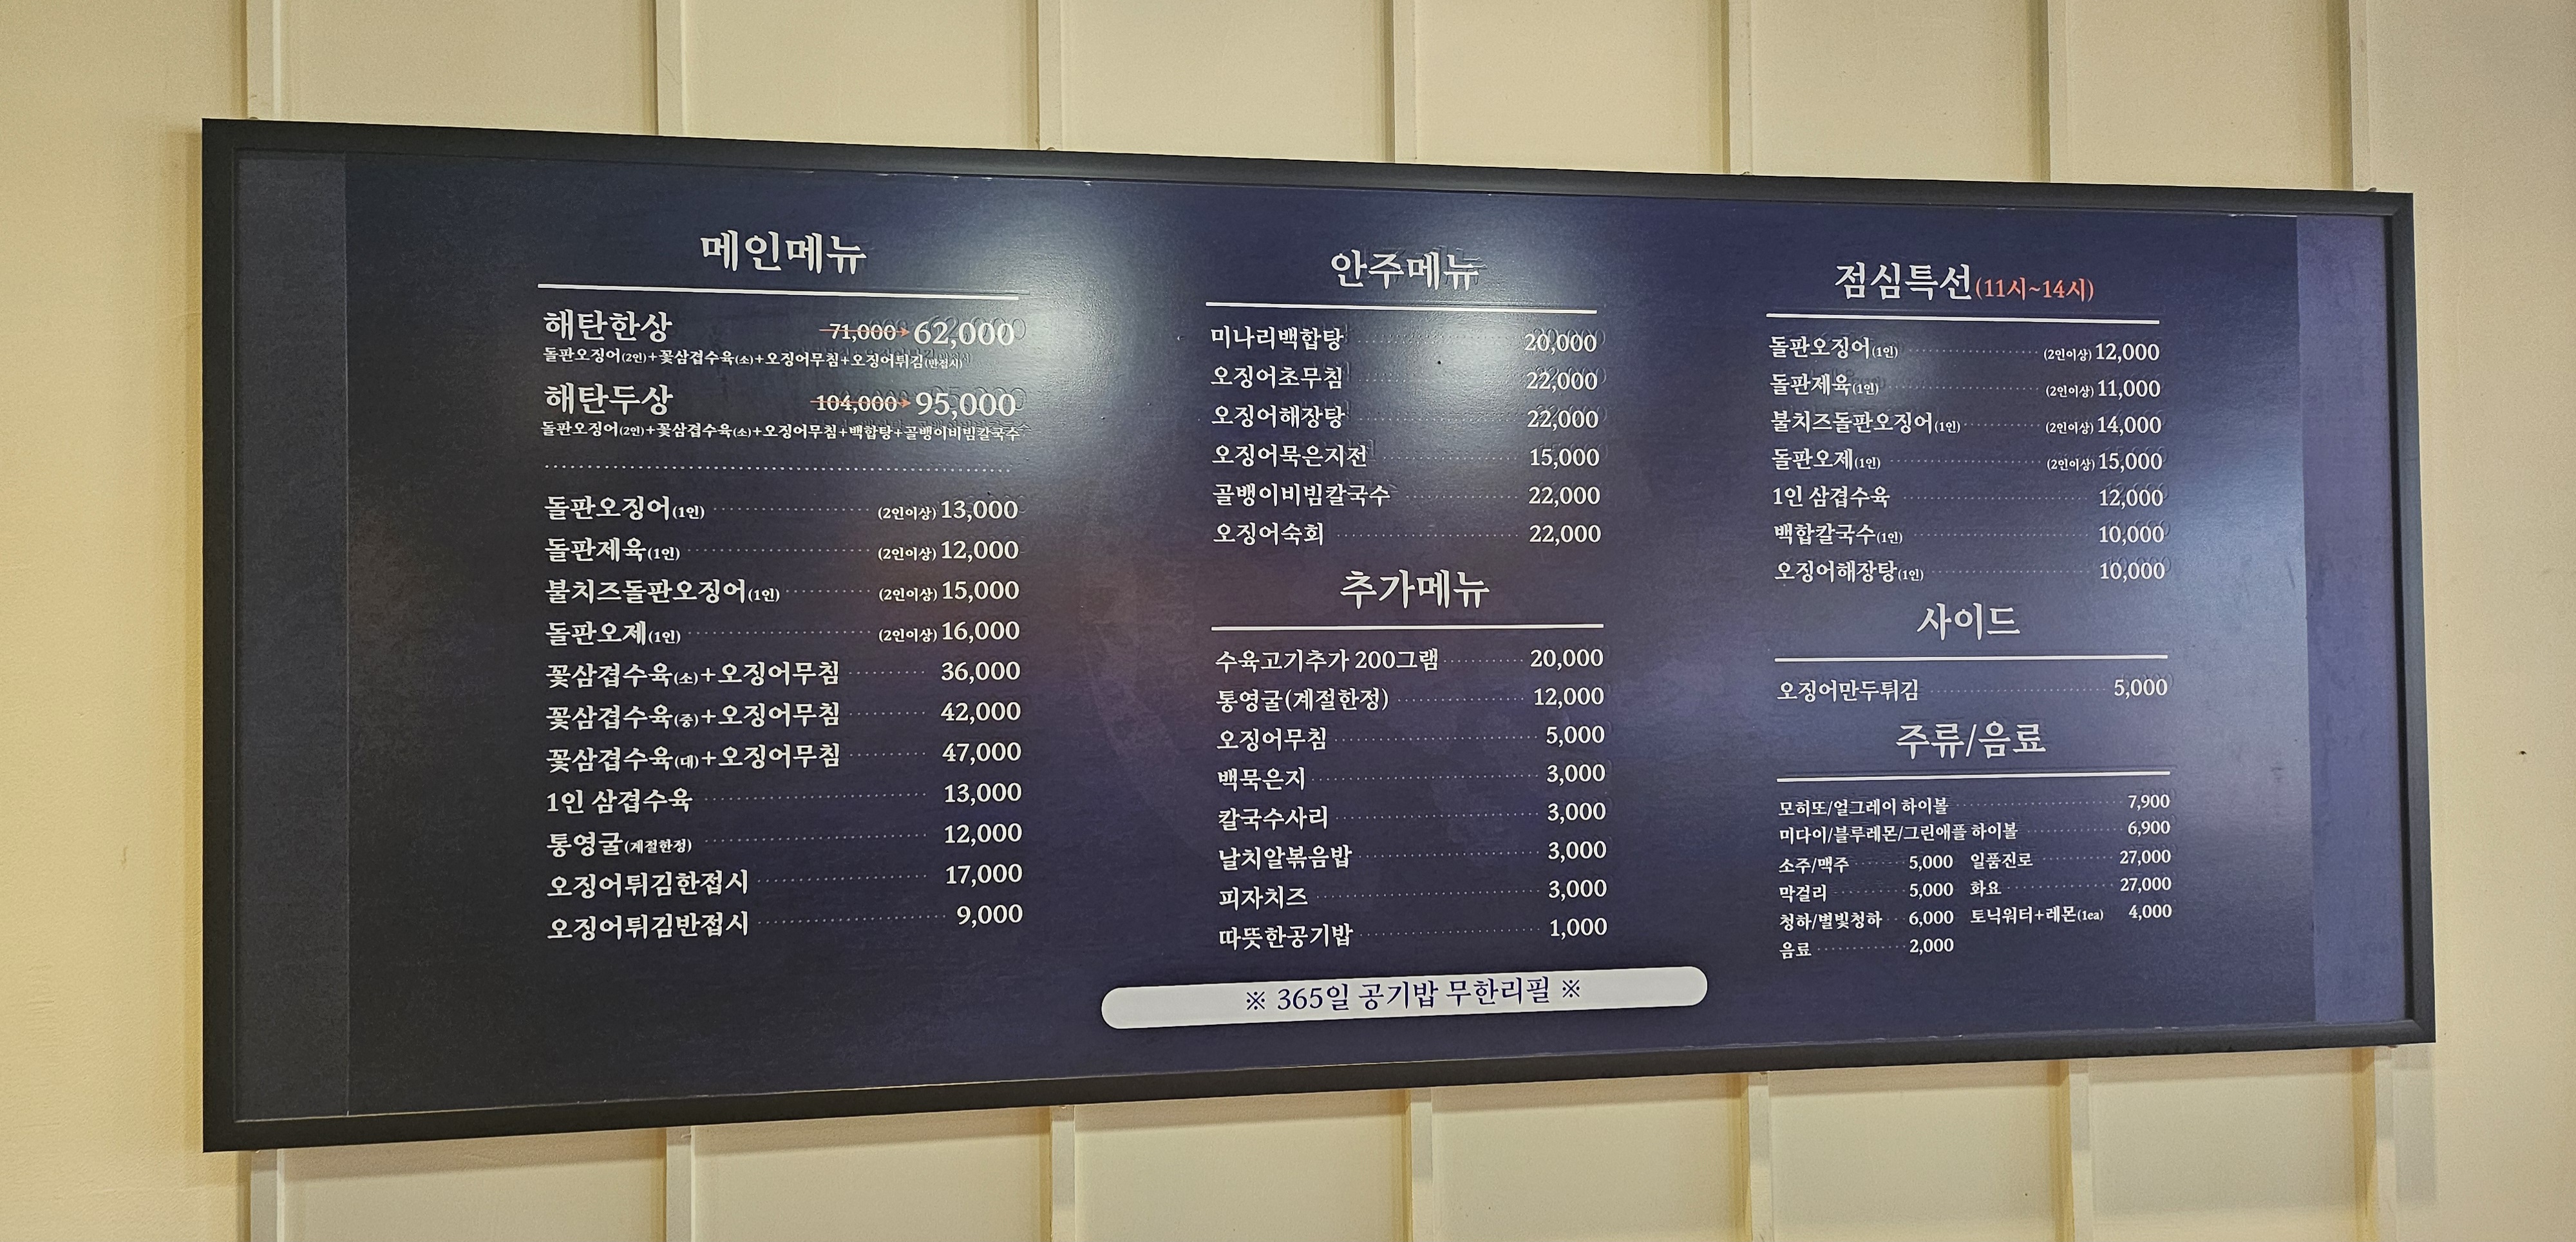 메인메뉴
해탄한상 71,000 62,000
돌판오징어(2인)+꽃삼겹수육(소)+오징어무침+오징어튀김(반접시)
해탄두상 104,000 95,000
돌판오징어(2인)+꽃삼겹수육(소)+오징어무침+백합탕+골뱅이비빔칼국수
돌판오징어(1인) (2인이상) 13,000
돌판제육(1인) (2인이상) 12,000
불치즈돌판오징어(1인) (2인이상) 15,000
돌판오제(1인) (2인이상) 16,000
꽃삼겹수육(소)+오징어무침 36,000
꽃삼겹수육(중)+오징어무침 42,000
꽃삼겹수육(대)+오징어무침 47,000
1인 삼겹수육 13,000
통영굴(계절한정) 12,000
오징어튀김한접시 17,000
오징어튀김반접시 9,000
안주메뉴
미나리백합탕 20,000
오징어초무침 22,000
오징어해장탕 22,000
오징어묵은지전 15,000
골뱅이비빔칼국수 22,000
오징어숙회 22,000
추가메뉴
수육고기추가 200그램 20,000
통영굴(계절한정) 12,000
오징어무침 5,000
백묵은지 3,000
칼국수사리 3,000
날치알볶음밥 3,000
피자치즈 3,000
따뜻한공기밥 1,000
점심특선(11시~14시)
돌판오징어(1인) (2인이상) 12,000
돌판제육(1인) (2인이상) 11,000
불치즈돌판오징어(1인) (2인이상) 14,000
돌판오제(1인) (2인이상) 15,000
1인 삼겹수육 12,000
백합칼국수(1인) 10,000
오징어해장탕(1인) 10,000
사이드
오징어만두튀김 5,000
주류/음료
모히또/얼그레이 하이볼 7,900
미다이/블루레몬/그린애플 하이볼 6,900
소주/맥주 5,000 일품진로 27,000
막걸리 5,000 화요 27,000
청하/별빛청하 6,000 토닉워터+레몬(1ea) 4,000
음료 2,000
※ 365일 공기밥 무한리필 ※